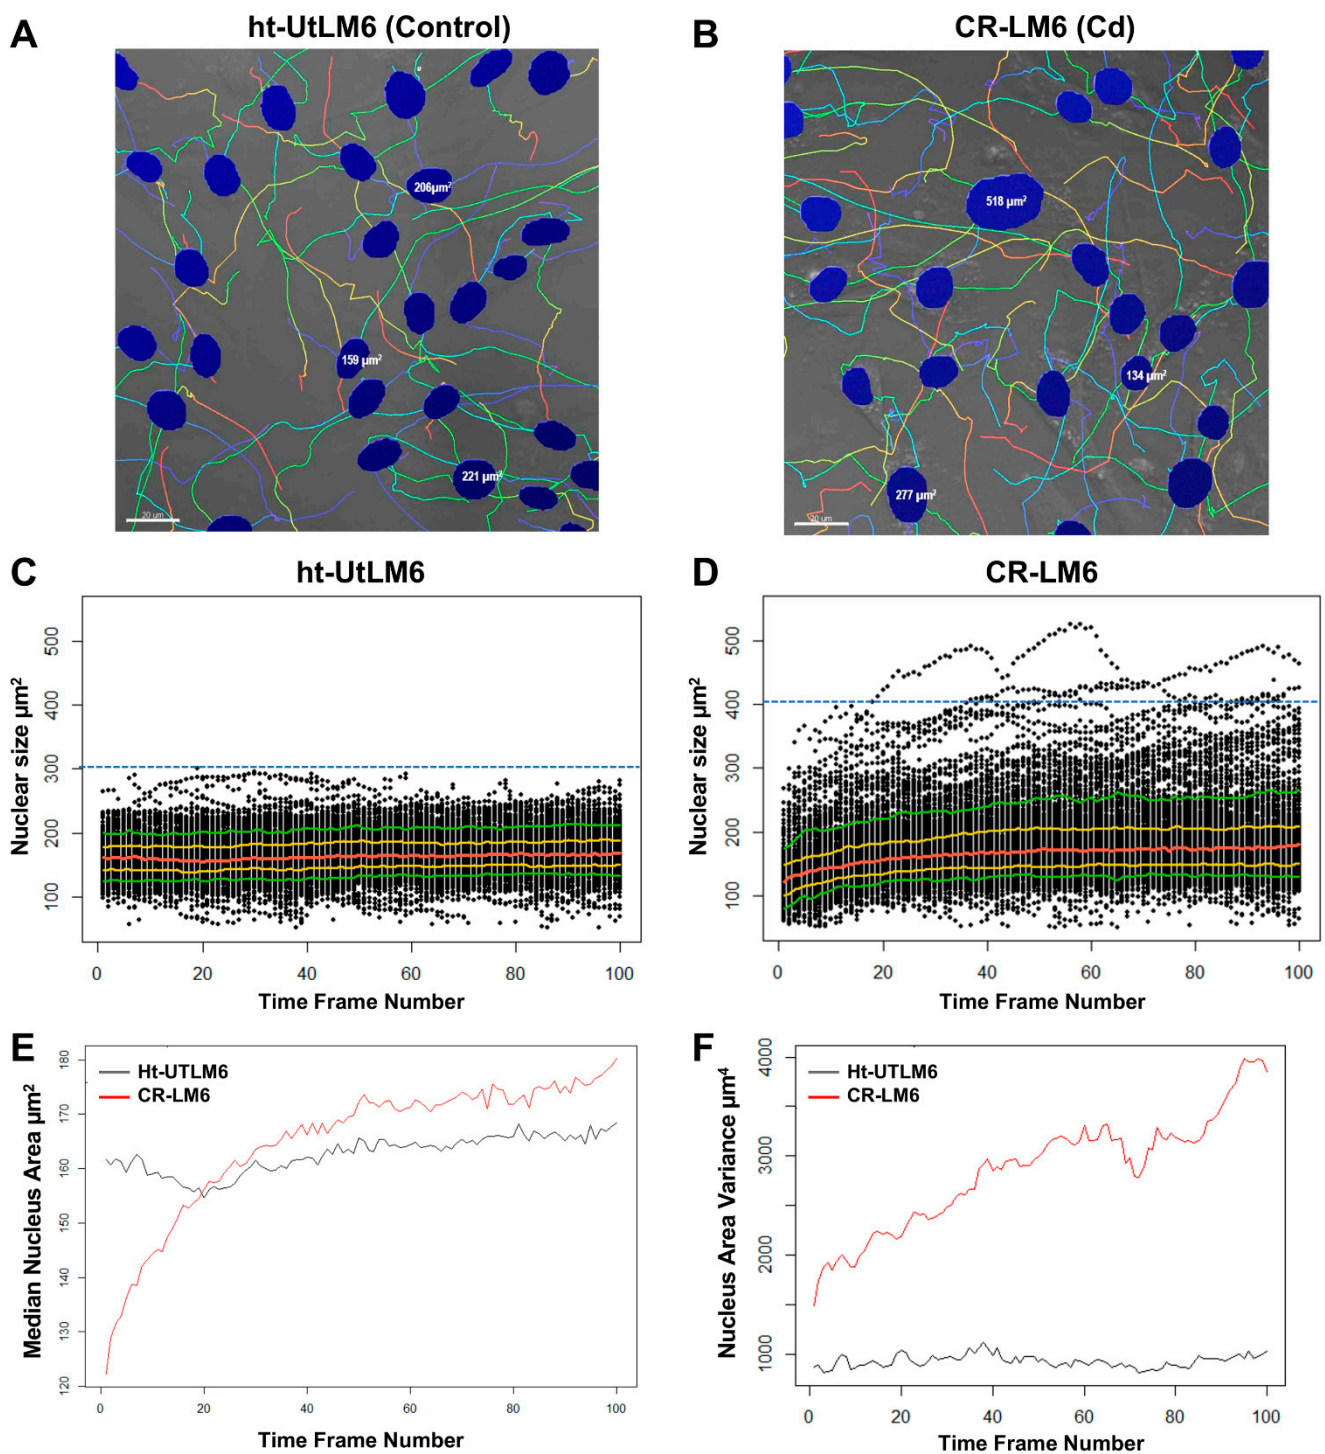 A ht-UtLM6 (Control)
206μm²
159 μm²
221 μm²
20 um
B CR-LM6 (Cd)
518 μm²
134 μm²
277 μm²
20 um
C ht-UtLM6
Nuclear size μm²
500
400
300
200
100
0 20 40 60 80 100
Time Frame Number
D CR-LM6
Nuclear size μm²
500
400
300
200
100
0 20 40 60 80 100
Time Frame Number
E
Median Nucleus Area μm²
180
170
160
150
140
130
120
Ht-UTLM6
CR-LM6
0 20 40 60 80 100
Time Frame Number
F
Nucleus Area Variance μm⁴
4000
3000
2000
1000
Ht-UTLM6
CR-LM6
0 20 40 60 80 100
Time Frame Number